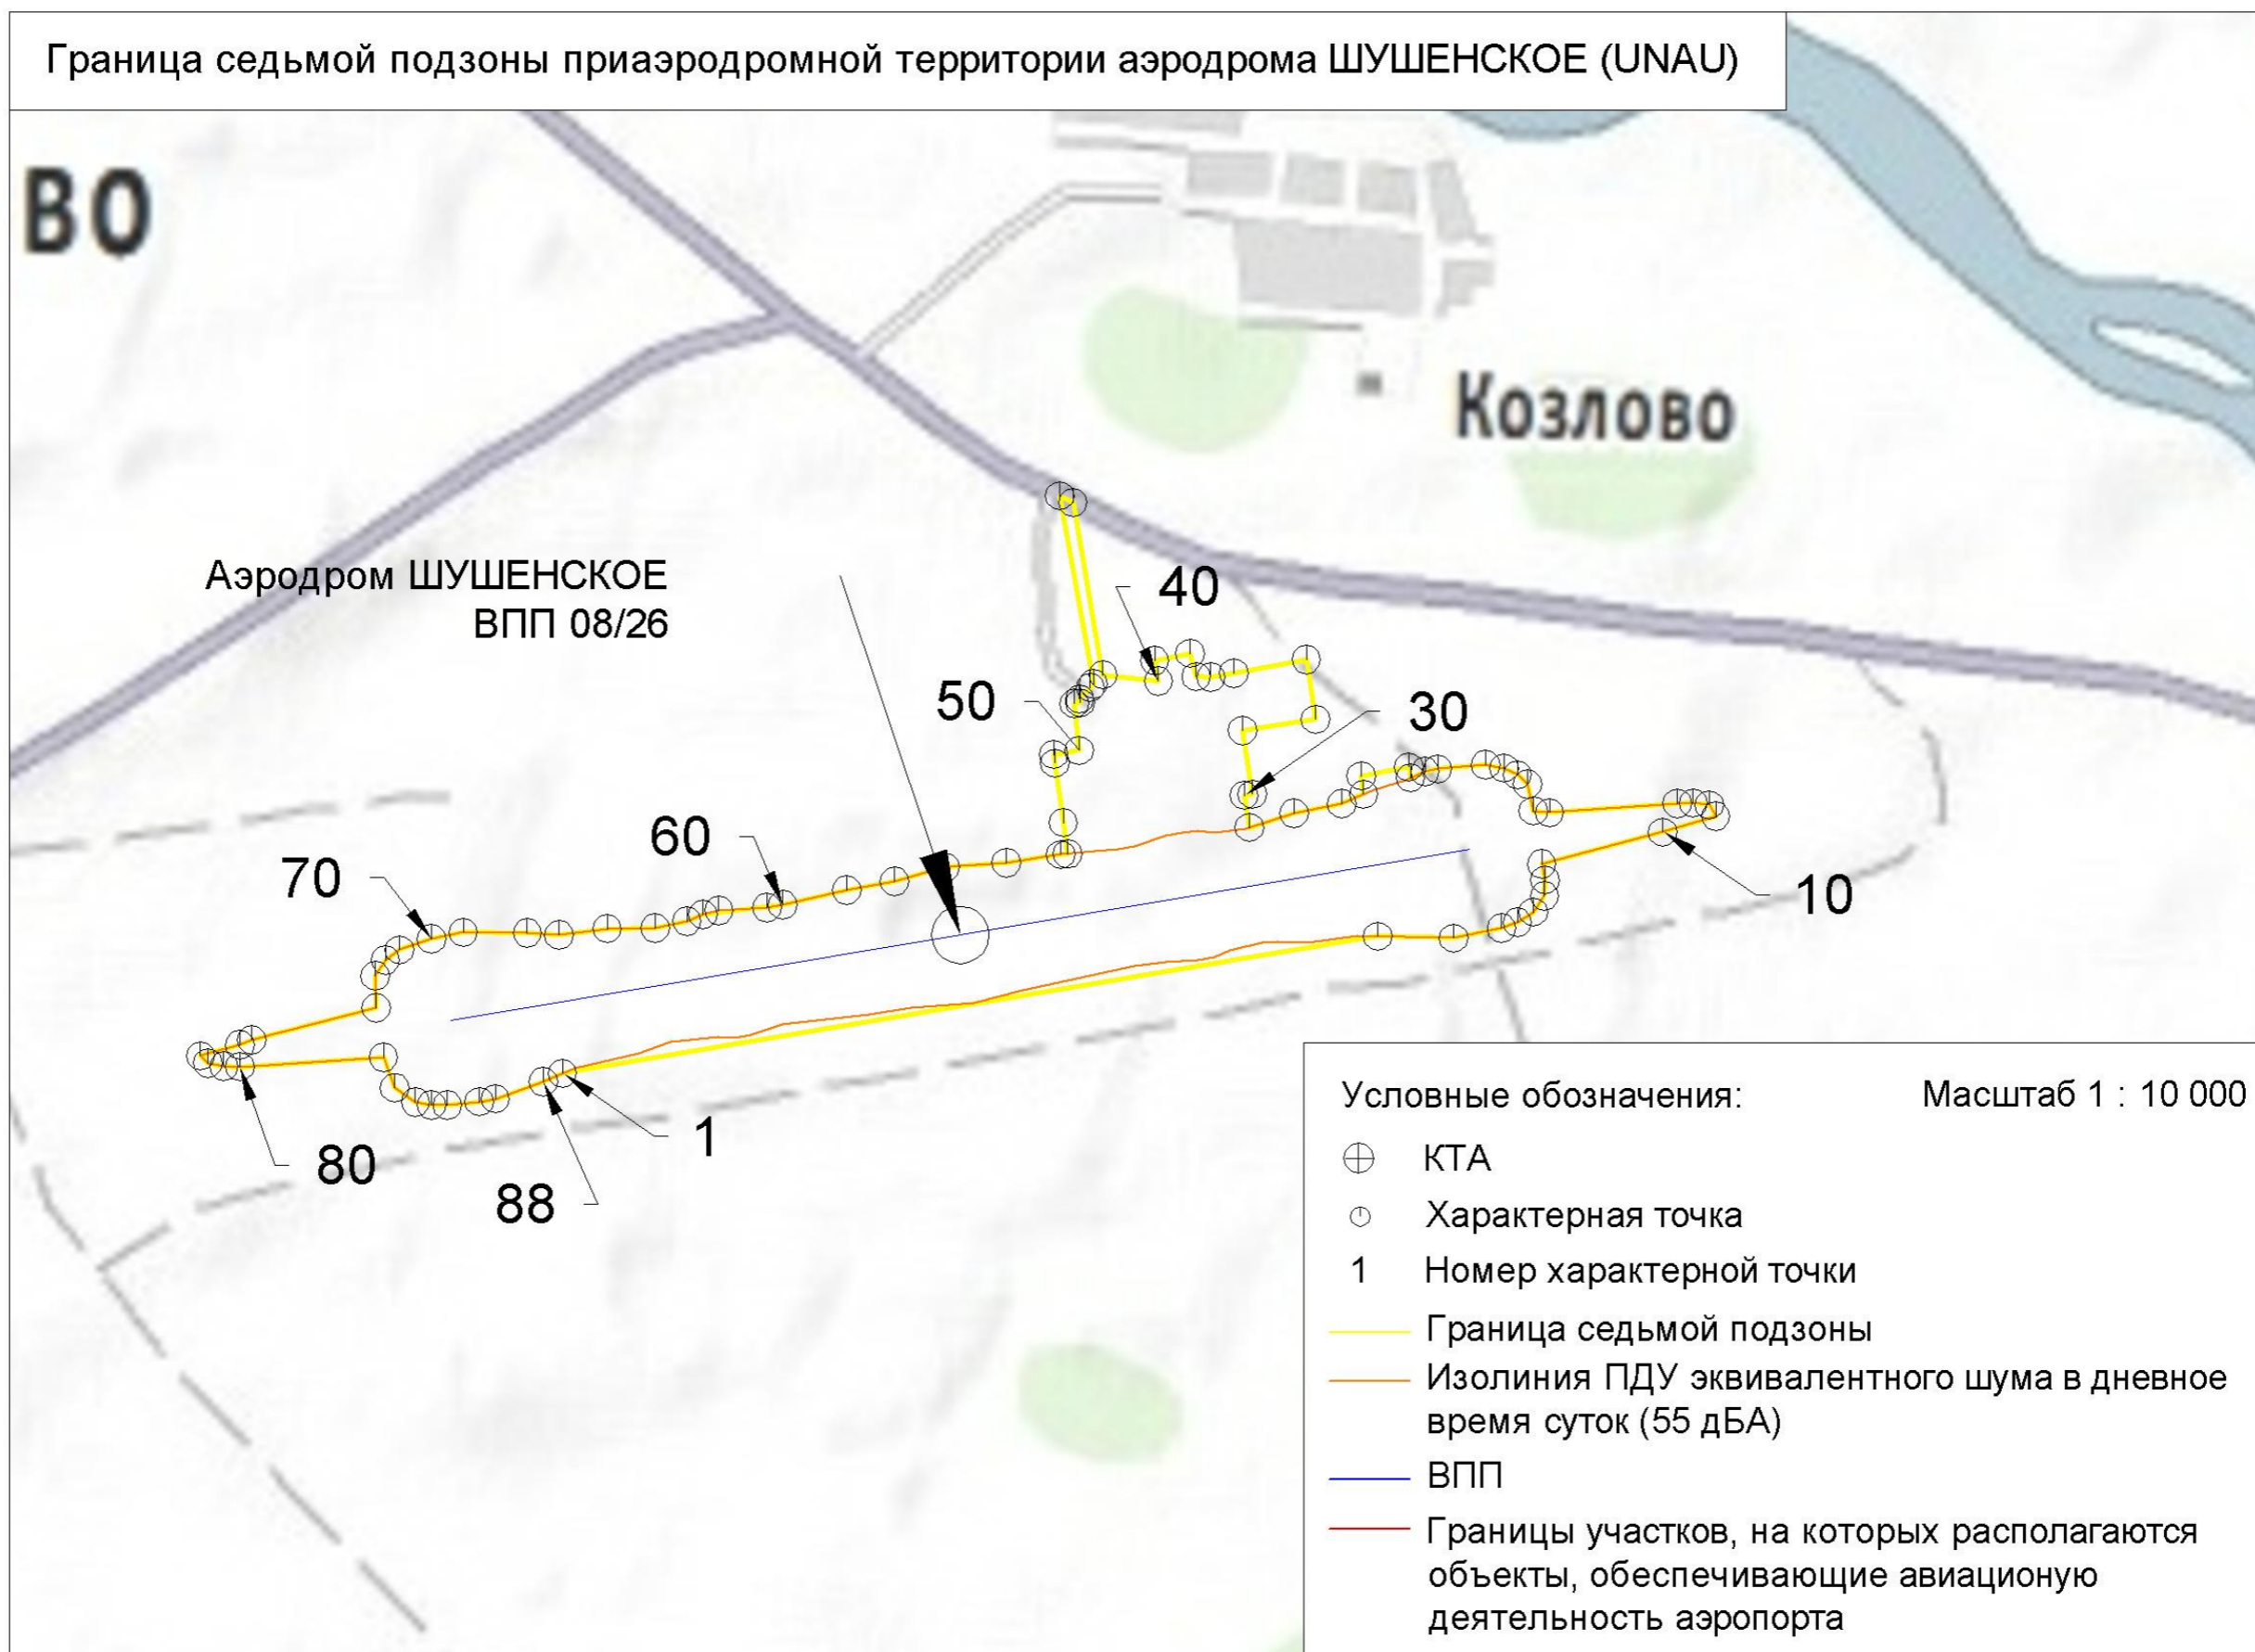 Граница седьмой подзоны приаэродромной территории аэродрома ШУШЕНСКОЕ (UNAU)
ВО
Козлово
Аэродром ШУШЕНСКОЕ
ВПП 08/26
40
50
30
60
70
10
80
1
88
Условные обозначения: Масштаб 1 : 10 000
КТА
Характерная точка
1 Номер характерной точки
Граница седьмой подзоны
Изолиния ПДУ эквивалентного шума в дневное
время суток (55 дБА)
ВПП
Границы участков, на которых располагаются
объекты, обеспечивающие авиационую
деятельность аэропорта